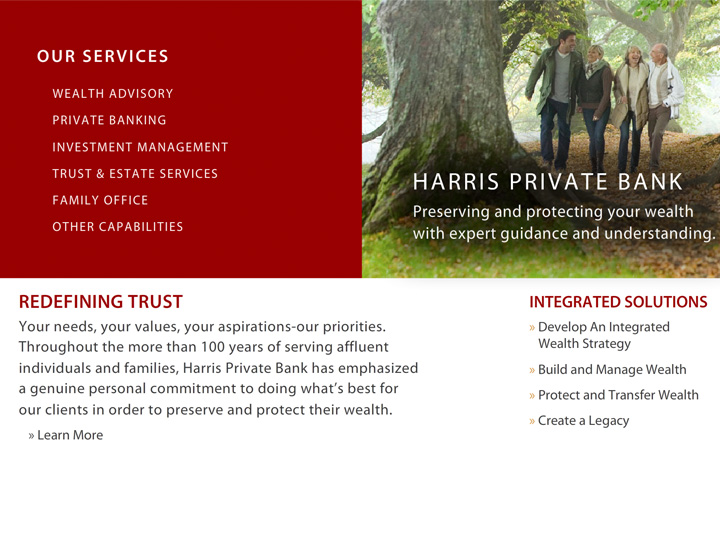 OUR SERVICES
WEALTH ADVISORY
PRIVATE BANKING
INVESTMENT MANAGEMENT
TRUST & ESTATE SERVICES
FAMILY OFFICE
OTHER CAPABILITIES
HARRIS PRIVATE BANK
Preserving and protecting your wealth
with expert guidance and understanding.
REDEFINING TRUST
Your needs, your values, your aspirations-our priorities.
Throughout the more than 100 years of serving affluent
individuals and families, Harris Private Bank has emphasized
a genuine personal commitment to doing what’s best for
our clients in order to preserve and protect their wealth.
» Learn More
INTEGRATED SOLUTIONS
» Develop An Integrated
Wealth Strategy
» Build and Manage Wealth
» Protect and Transfer Wealth
» Create a Legacy